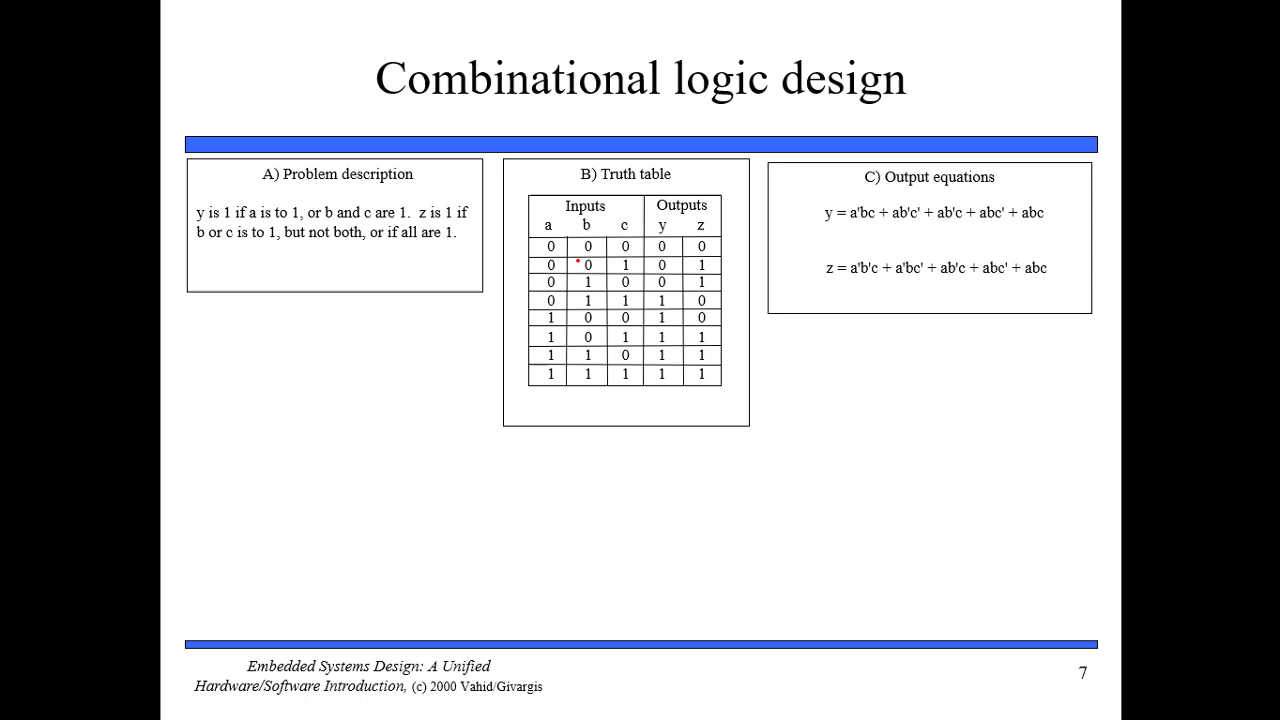 Combinational logic design
A) Problem description
y is 1 if a is to 1, or b and c are 1.  z is 1 if
b or c is to 1, but not both, or if all are 1.
B) Truth table
Inputs Outputs
a b c y z
0 0 0 0 0
0 0 1 0 1
0 1 0 0 1
0 1 1 1 0
1 0 0 1 0
1 0 1 1 1
1 1 0 1 1
1 1 1 1 1
C) Output equations
y = a'bc + ab'c' + ab'c + abc' + abc
z = a'b'c + a'bc' + ab'c + abc' + abc
Embedded Systems Design: A Unified
Hardware/Software Introduction, (c) 2000 Vahid/Givargis
7